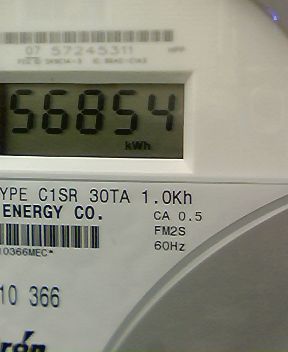 07 57245311
56854
kWh
YPE C1SR 30TA 1.0Kh
ENERGY CO.
CA 0.5
FM2S
60Hz
10366MEC*
10 366
rón